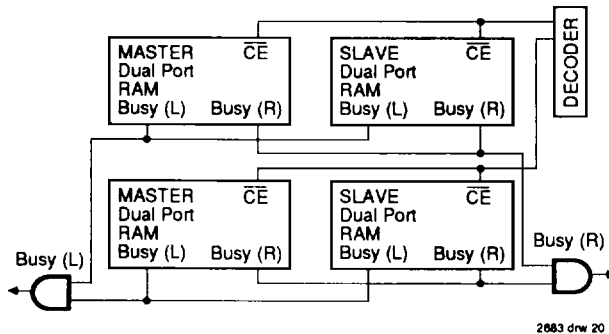 MASTER CE
Dual Port
RAM
Busy (L) Busy (R)
SLAVE CE
Dual Port
RAM
Busy (L) Busy (R)
DECODER
MASTER CE
Dual Port
RAM
Busy (L) Busy (R)
SLAVE CE
Dual Port
RAM
Busy (L) Busy (R)
Busy (L)
Busy (R)
2683 drw 20